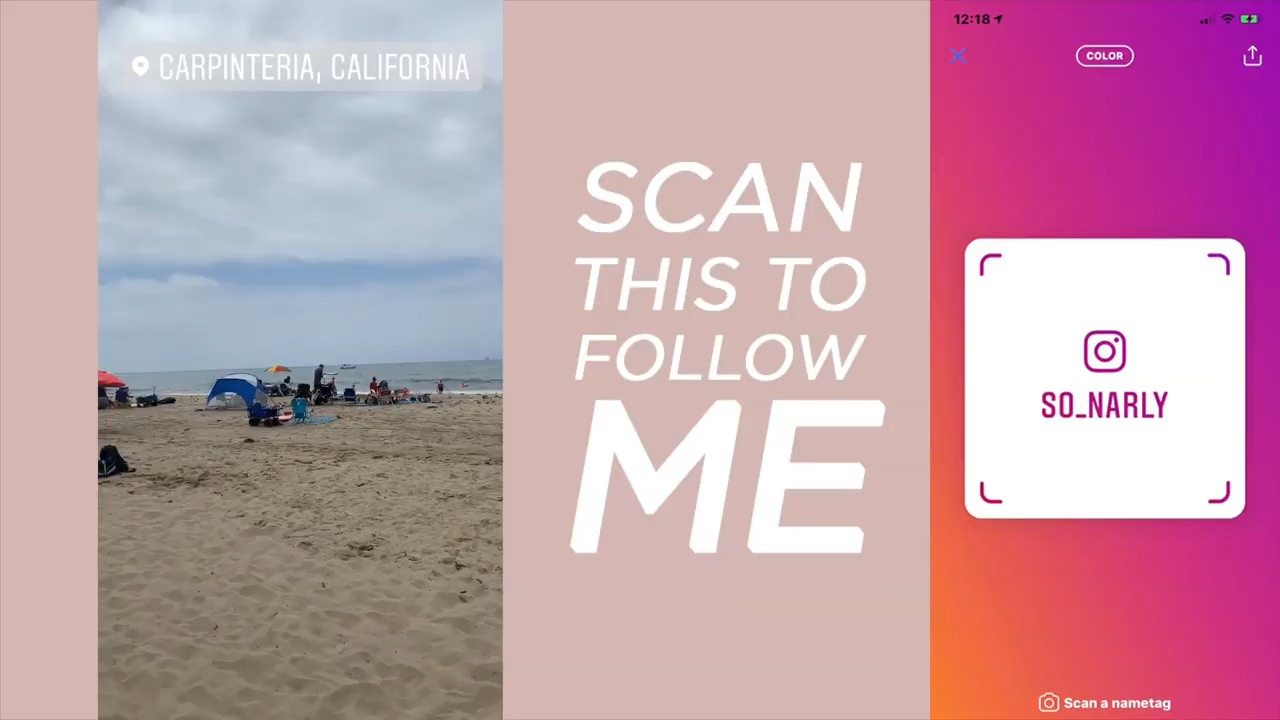 CARPINTERIA, CALIFORNIA
SCAN
THIS TO
FOLLOW
ME
12:18
COLOR
SO_NARLY
Scan a nametag